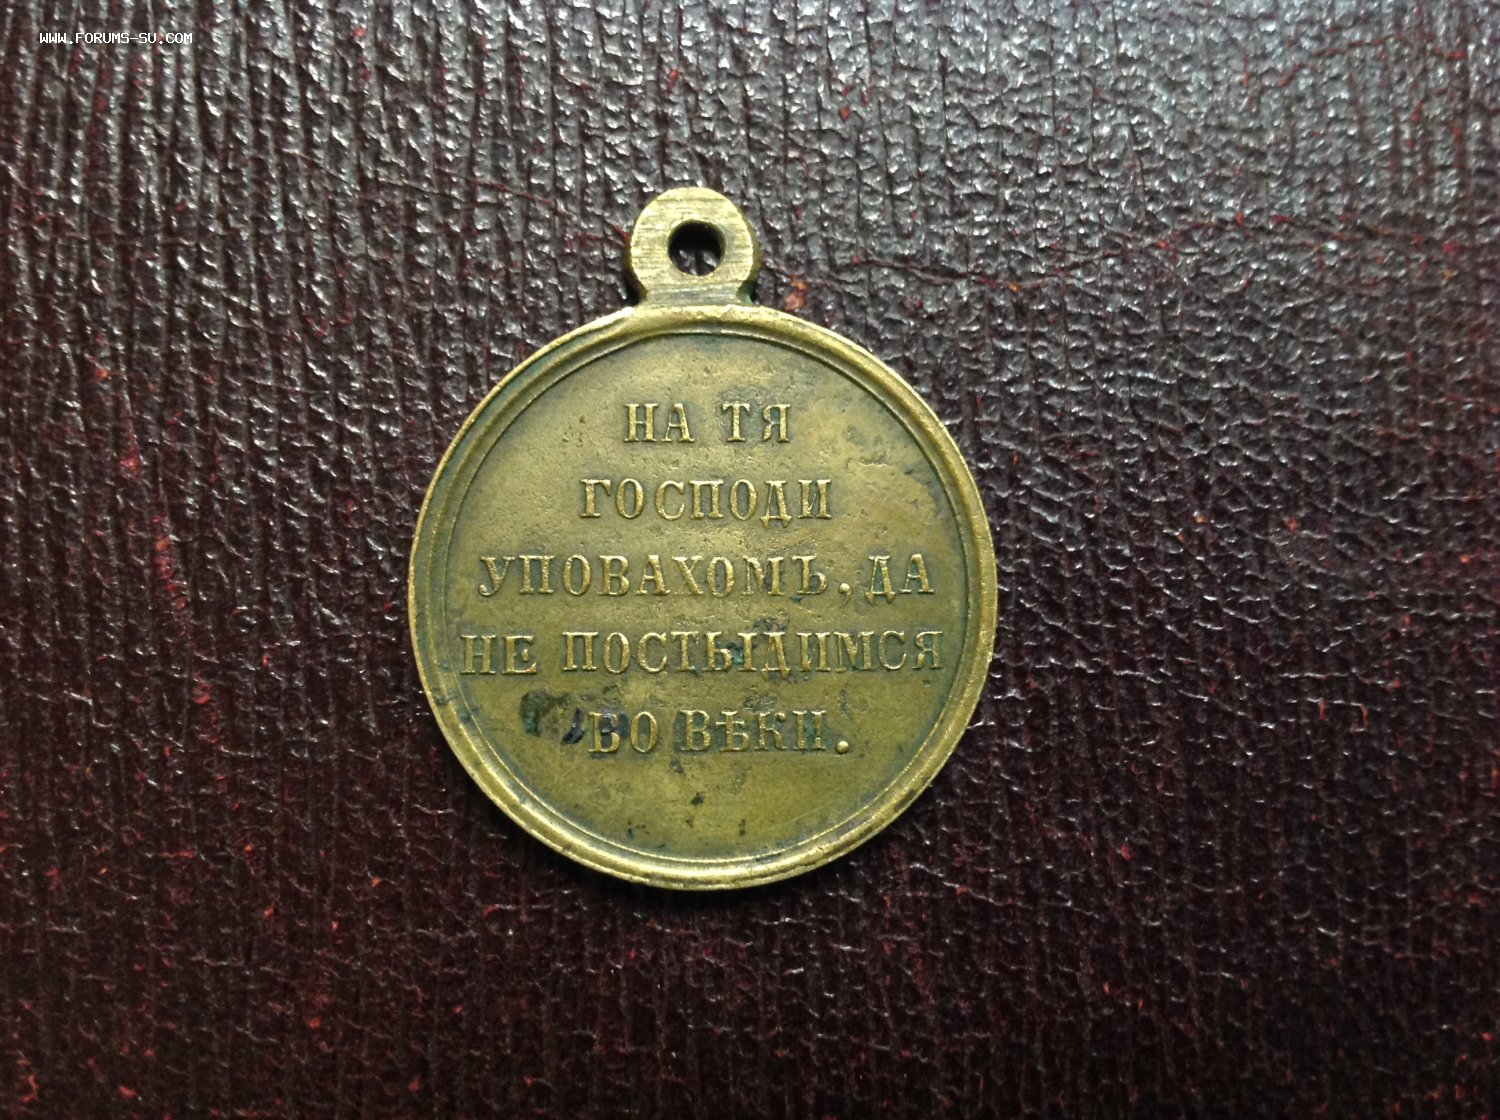 WWW.FORUMS-SU.COM
НА ТЯ
ГОСПОДИ
УПОВАХОМЪ, ДА
НЕ ПОСТЫДИМСЯ
ВО ВѢКИ.